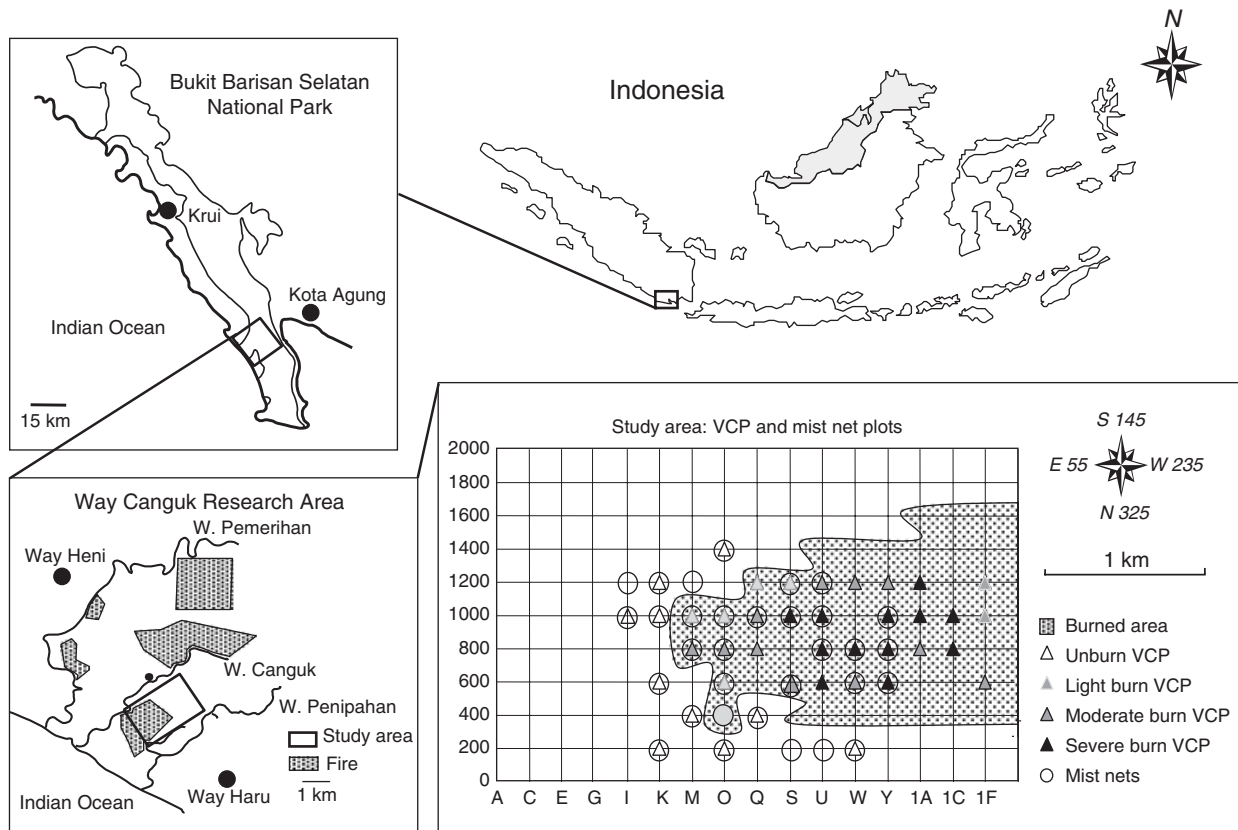 Bukit Barisan Selatan
National Park
Krui
Kota Agung
Indian Ocean
15 km
Indonesia
N
Way Canguk Research Area
W. Pemerihan
Way Heni
W. Canguk
W. Penipahan
Study area
Fire
1 km
Way Haru
Indian Ocean
Study area: VCP and mist net plots
2000
1800
1600
1400
1200
1000
800
600
400
200
0
A C E G I K M O Q S U W Y 1A 1C 1F
S 145
E 55 W 235
N 325
1 km
Burned area
Unburn VCP
Light burn VCP
Moderate burn VCP
Severe burn VCP
Mist nets